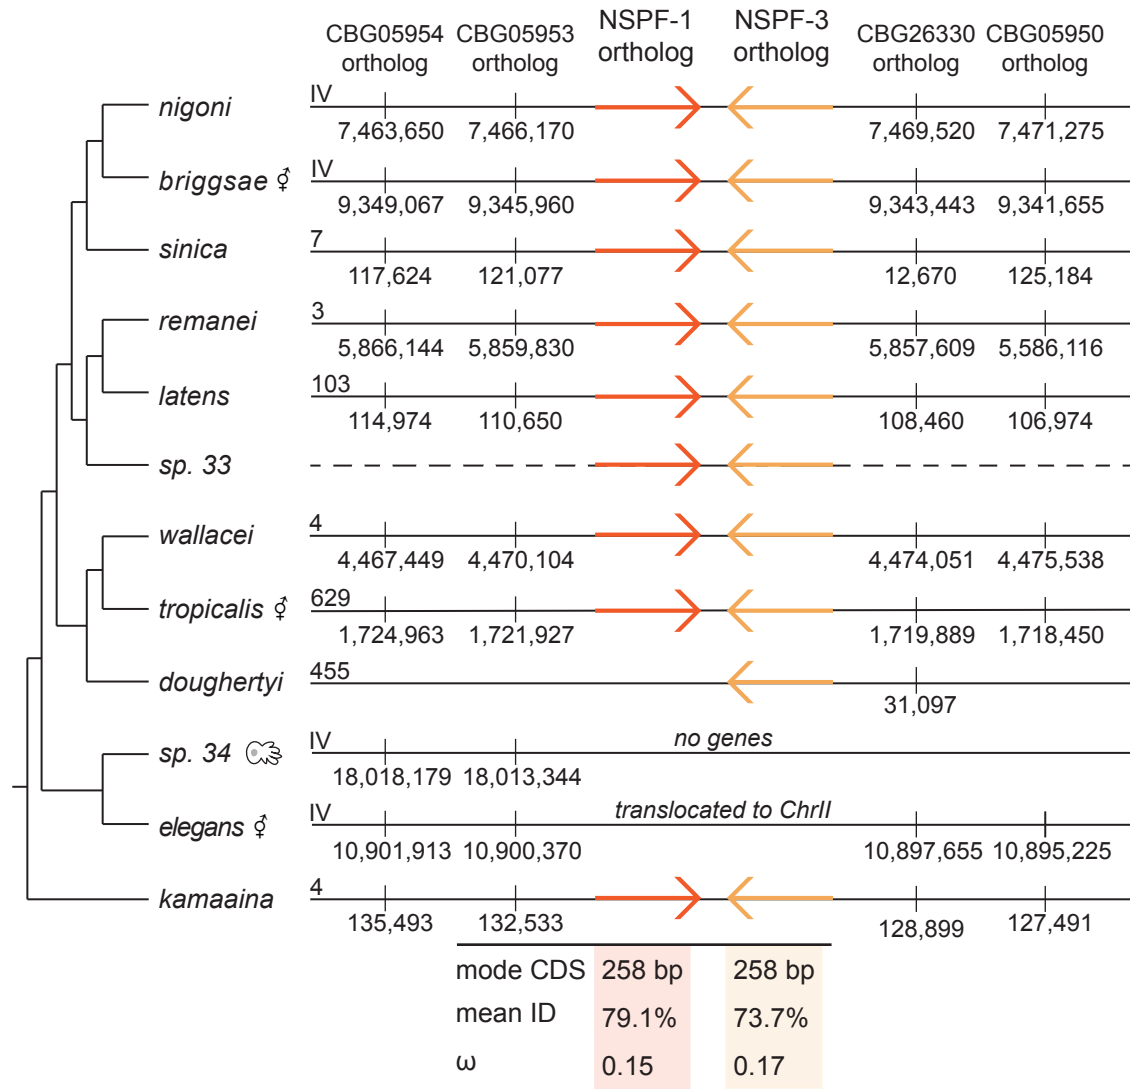 CBG05954 CBG05953 NSPF-1 NSPF-3 CBG26330 CBG05950
ortholog ortholog ortholog ortholog ortholog ortholog
nigoni IV
7,463,650 7,466,170 7,469,520 7,471,275
briggsae ⚥ IV
9,349,067 9,345,960 9,343,443 9,341,655
sinica 7
117,624 121,077 12,670 125,184
remanei 3
5,866,144 5,859,830 5,857,609 5,586,116
latens 103
114,974 110,650 108,460 106,974
sp. 33
wallacei 4
4,467,449 4,470,104 4,474,051 4,475,538
tropicalis ⚥ 629
1,724,963 1,721,927 1,719,889 1,718,450
doughertyi 455
31,097
sp. 34 IV no genes
18,018,179 18,013,344
elegans ⚥ IV translocated to ChrII
10,901,913 10,900,370 10,897,655 10,895,225
kamaaina 4
135,493 132,533 128,899 127,491
mode CDS 258 bp 258 bp
mean ID 79.1% 73.7%
ω 0.15 0.17